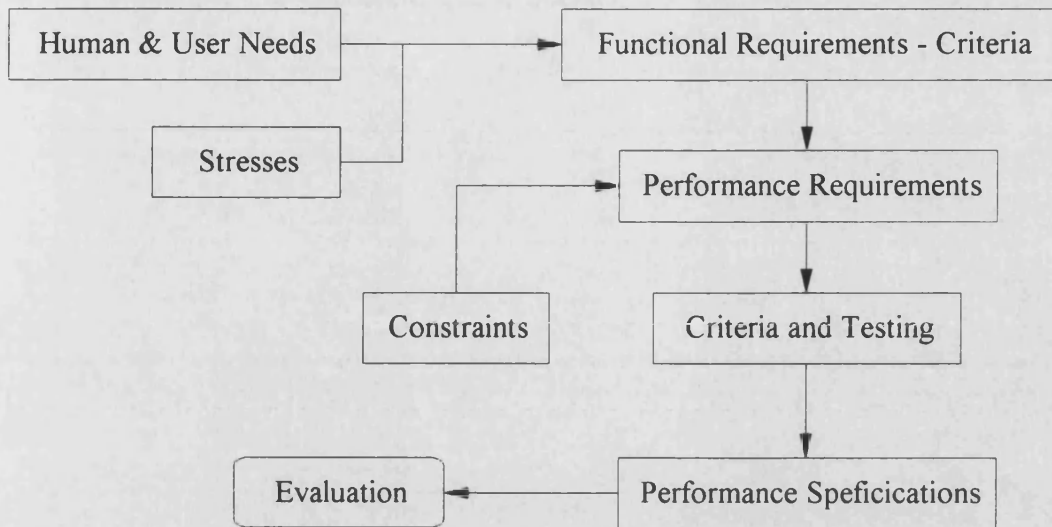 Human & User Needs
Functional Requirements - Criteria
Stresses
Performance Requirements
Constraints
Criteria and Testing
Evaluation
Performance Speficications